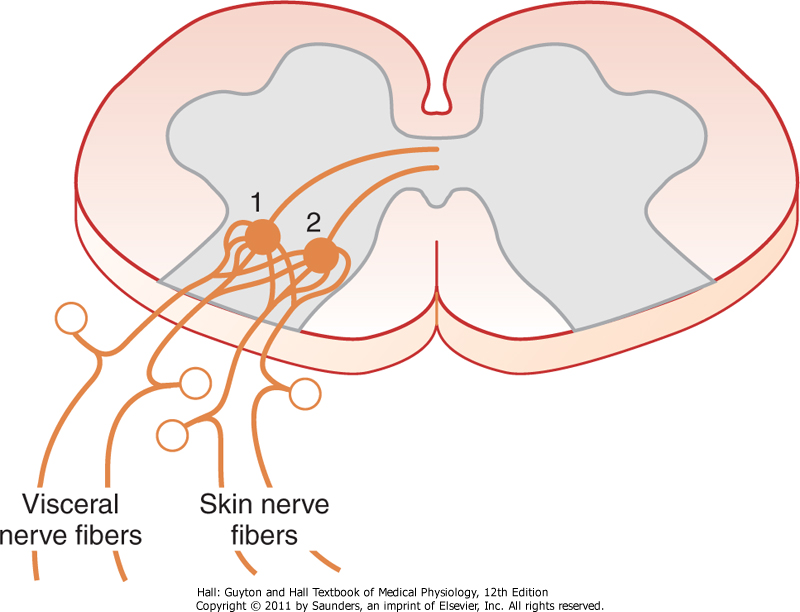 1
2
Visceral
nerve fibers
Skin nerve
fibers
Hall: Guyton and Hall Textbook of Medical Physiology, 12th Edition
Copyright © 2011 by Saunders, an imprint of Elsevier, Inc. All rights reserved.